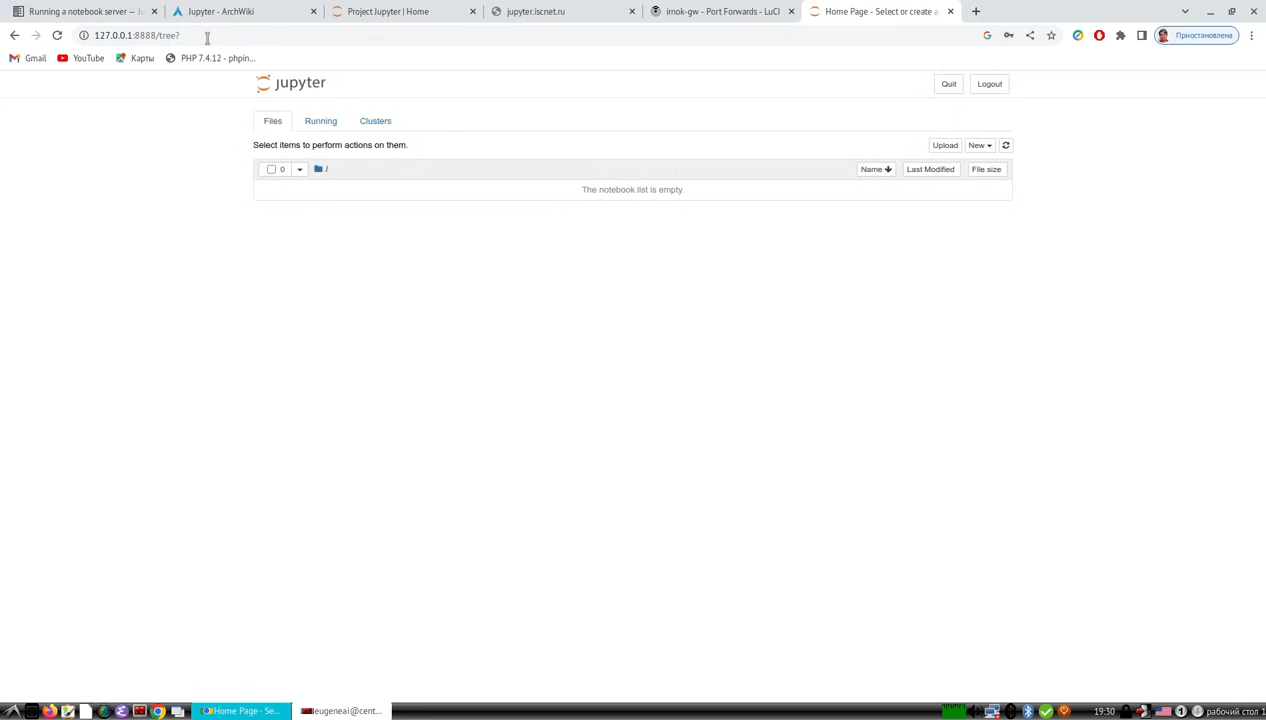 Running a notebook server — Ju
Jupyter - ArchWiki
Project Jupyter | Home
jupyter.iscnet.ru
irnok-gw - Port Forwards - LuCI
Home Page - Select or create a
127.0.0.1:8888/tree?
Приостановлена
Gmail
YouTube
Карты
PHP 7.4.12 - phpin...
jupyter
Quit
Logout
Files
Running
Clusters
Select items to perform actions on them.
Upload
New
0
/
Name
Last Modified
File size
The notebook list is empty.
Home Page - Se...
eugeneai@cent...
19:30
рабочий стол 1